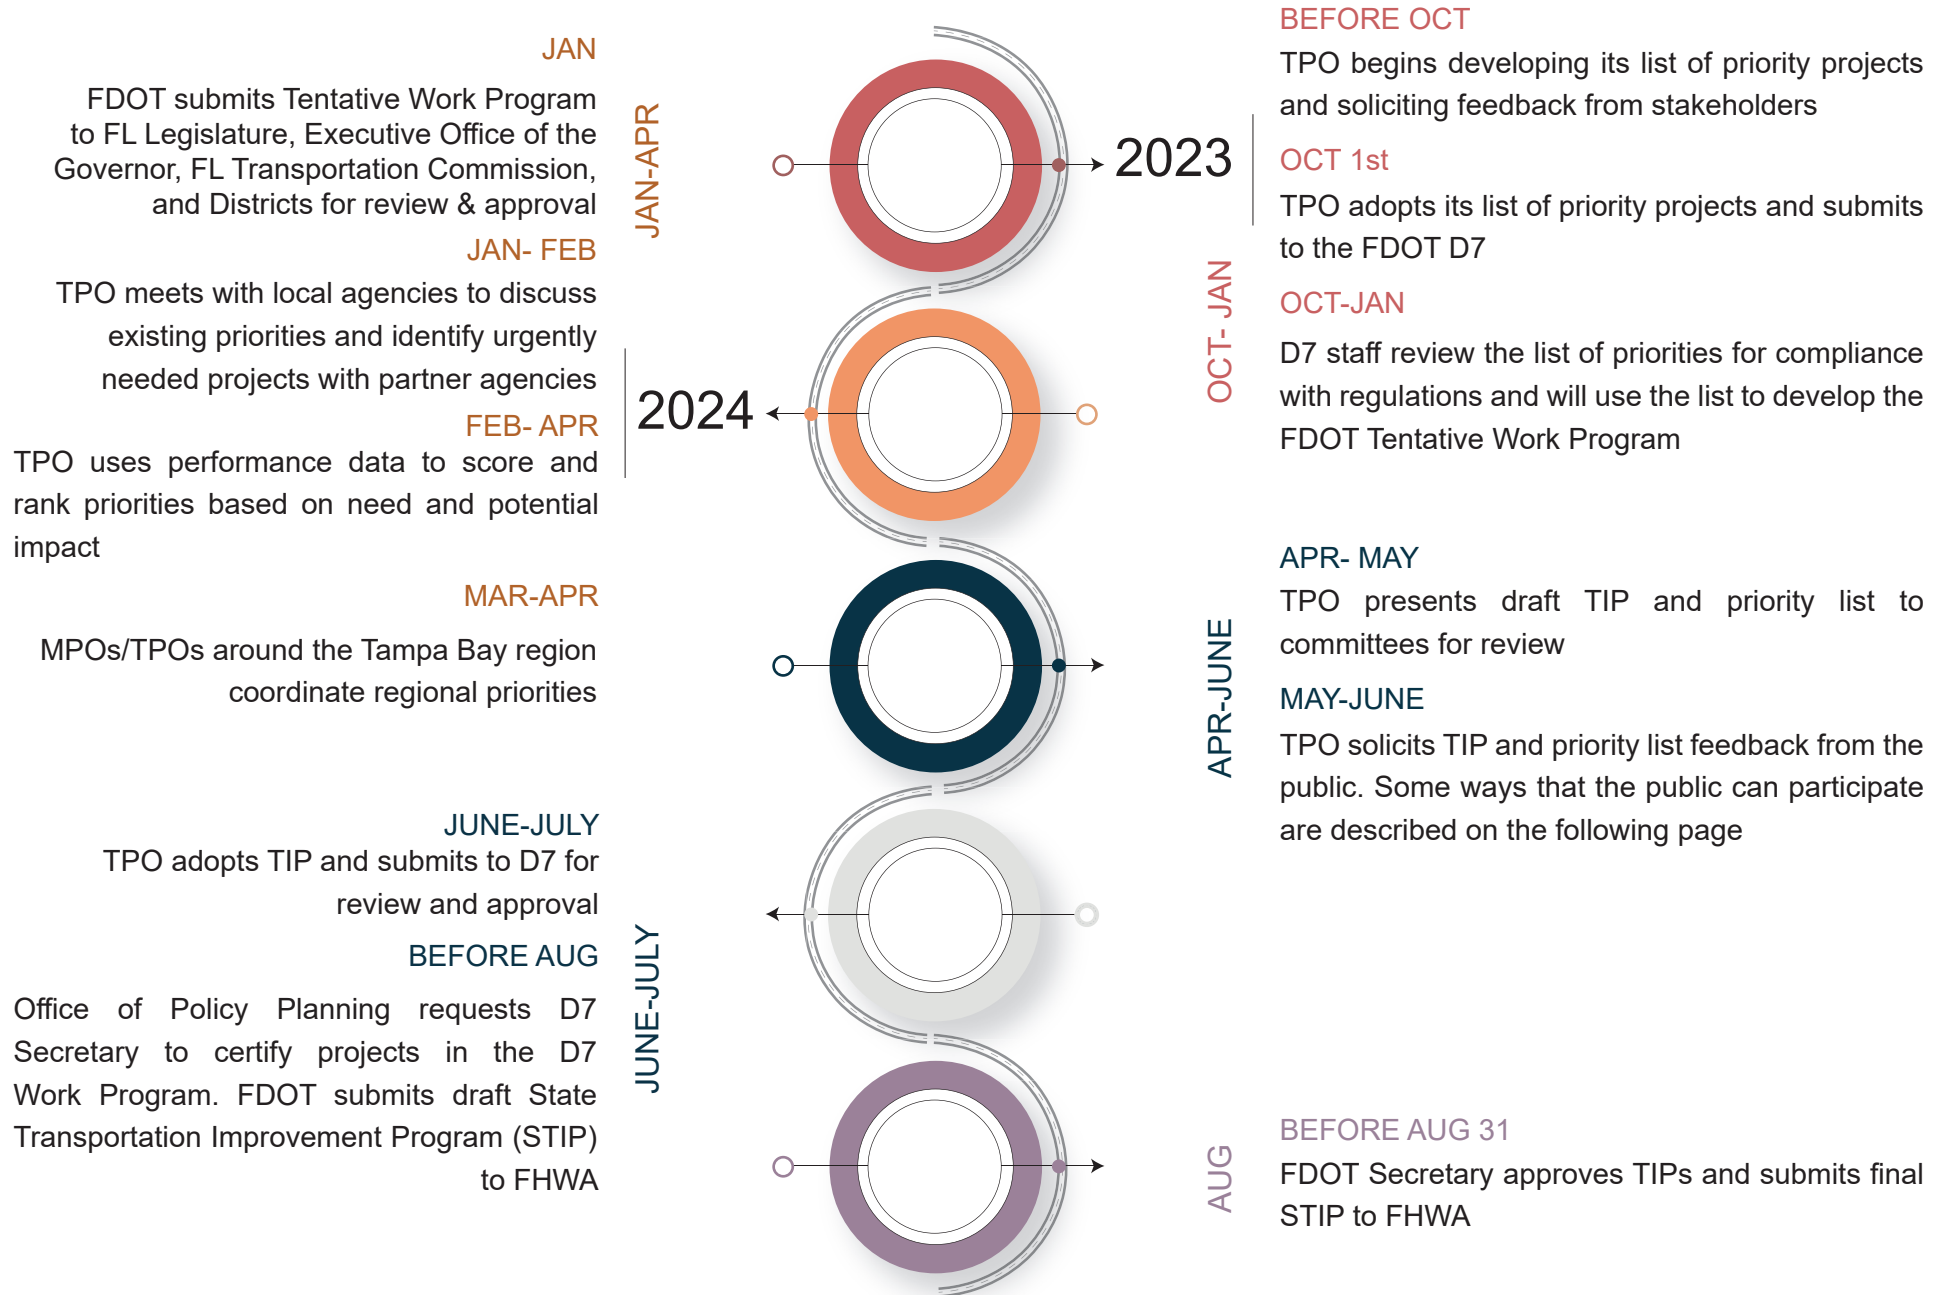 BEFORE OCT
TPO begins developing its list of priority projects
and soliciting feedback from stakeholders
2023
OCT 1st
TPO adopts its list of priority projects and submits
to the FDOT D7
OCT- JAN
OCT-JAN
D7 staff review the list of priorities for compliance
with regulations and will use the list to develop the
FDOT Tentative Work Program
JAN
FDOT submits Tentative Work Program
to FL Legislature, Executive Office of the
Governor, FL Transportation Commission,
and Districts for review & approval
JAN-APR
JAN- FEB
TPO meets with local agencies to discuss
existing priorities and identify urgently
needed projects with partner agencies
2024
FEB- APR
TPO uses performance data to score and
rank priorities based on need and potential
impact
MAR-APR
MPOs/TPOs around the Tampa Bay region
coordinate regional priorities
APR- MAY
TPO presents draft TIP and priority list to
committees for review
APR-JUNE
MAY-JUNE
TPO solicits TIP and priority list feedback from the
public. Some ways that the public can participate
are described on the following page
JUNE-JULY
TPO adopts TIP and submits to D7 for
review and approval
JUNE-JULY
BEFORE AUG
Office of Policy Planning requests D7
Secretary to certify projects in the D7
Work Program. FDOT submits draft State
Transportation Improvement Program (STIP)
to FHWA
AUG
BEFORE AUG 31
FDOT Secretary approves TIPs and submits final
STIP to FHWA